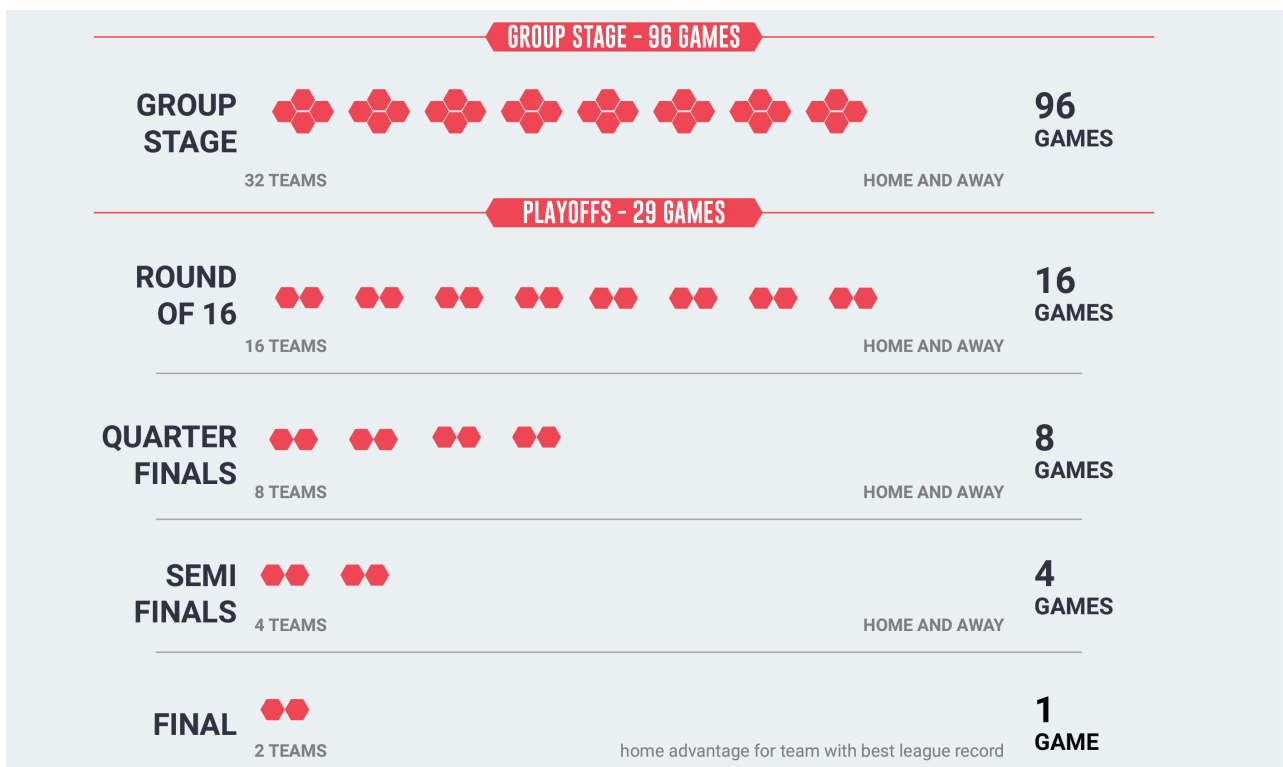 GROUP STAGE - 96 GAMES
GROUP
STAGE
96
GAMES
32 TEAMS
HOME AND AWAY
PLAYOFFS - 29 GAMES
ROUND
OF 16
16
GAMES
16 TEAMS
HOME AND AWAY
QUARTER
FINALS
8
GAMES
8 TEAMS
HOME AND AWAY
SEMI
FINALS
4
GAMES
4 TEAMS
HOME AND AWAY
FINAL
1
GAME
2 TEAMS
home advantage for team with best league record